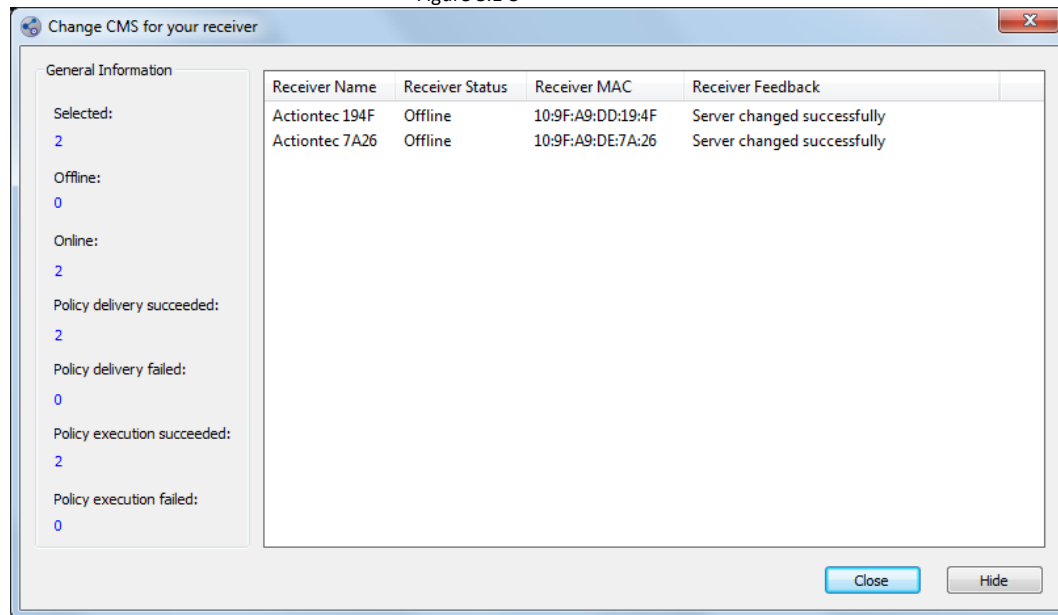 Change CMS for your receiver
General Information
Selected:
2
Offline:
0
Online:
2
Policy delivery succeeded:
2
Policy delivery failed:
0
Policy execution succeeded:
2
Policy execution failed:
0
Receiver Name Receiver Status Receiver MAC Receiver Feedback
Actiontec 194F Offline 10:9F:A9:DD:19:4F Server changed successfully
Actiontec 7A26 Offline 10:9F:A9:DE:7A:26 Server changed successfully
Close Hide